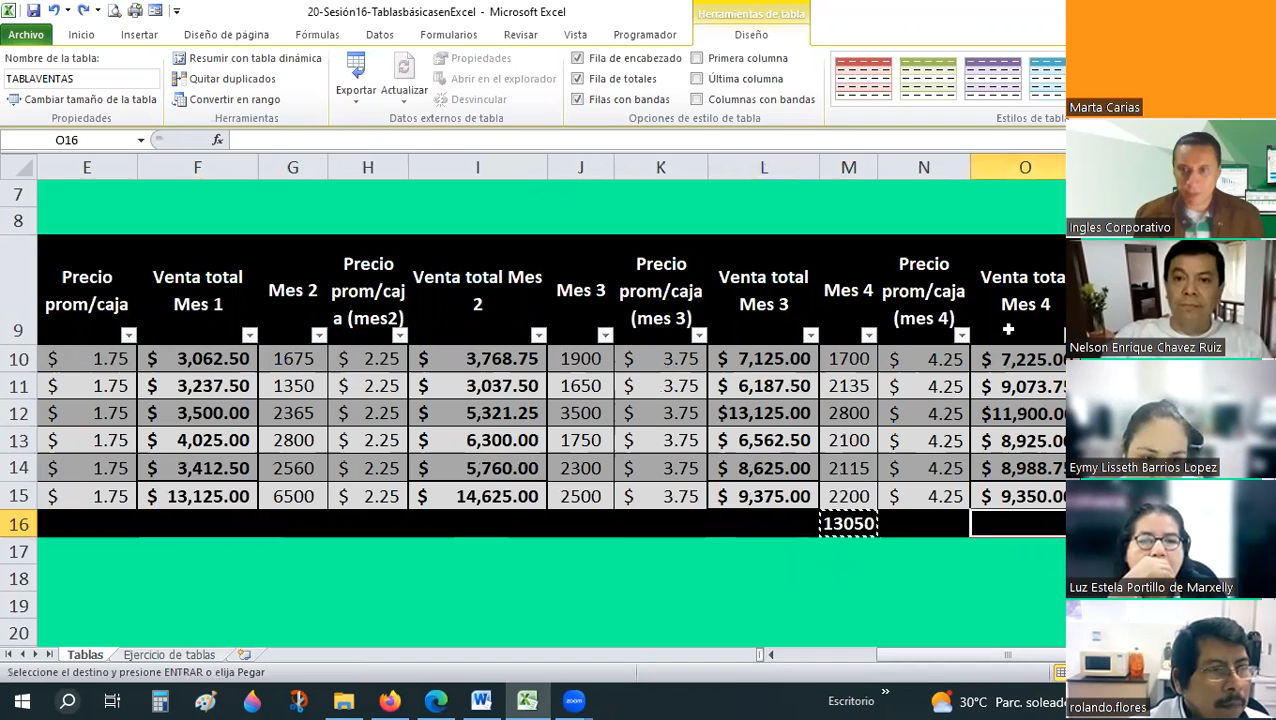 20-Sesión16-TablasbásicasenExcel - Microsoft Excel
Herramientas de tabla
Archivo Inicio Insertar Diseño de página Fórmulas Datos Formularios Revisar Vista Programador Diseño
Nombre de la tabla:
TABLAVENTAS
Cambiar tamaño de la tabla
Propiedades
Resumir con tabla dinámica
Quitar duplicados
Convertir en rango
Herramientas
Exportar Actualizar
Propiedades
Abrir en el explorador
Desvincular
Datos externos de tabla
Fila de encabezado
Fila de totales
Filas con bandas
Primera columna
Última columna
Columnas con bandas
Opciones de estilo de tabla
Estilos de tab
O16 fx
E F G H I J K L M N O
7
8
9
Precio prom/caja
Venta total Mes 1
Mes 2
Precio prom/caja (mes2)
Venta total Mes 2
Mes 3
Precio prom/caja (mes 3)
Venta total Mes 3
Mes 4
Precio prom/caja (mes 4)
Venta total Mes 4
10 $ 1.75 $ 3,062.50 1675 $ 2.25 $ 3,768.75 1900 $ 3.75 $ 7,125.00 1700 $ 4.25 $ 7,225.00
11 $ 1.75 $ 3,237.50 1350 $ 2.25 $ 3,037.50 1650 $ 3.75 $ 6,187.50 2135 $ 4.25 $ 9,073.75
12 $ 1.75 $ 3,500.00 2365 $ 2.25 $ 5,321.25 3500 $ 3.75 $13,125.00 2800 $ 4.25 $11,900.00
13 $ 1.75 $ 4,025.00 2800 $ 2.25 $ 6,300.00 1750 $ 3.75 $ 6,562.50 2100 $ 4.25 $ 8,925.00
14 $ 1.75 $ 3,412.50 2560 $ 2.25 $ 5,760.00 2300 $ 3.75 $ 8,625.00 2115 $ 4.25 $ 8,988.7
15 $ 1.75 $ 13,125.00 6500 $ 2.25 $ 14,625.00 2500 $ 3.75 $ 9,375.00 2200 $ 4.25 $ 9,350.00
16 13050
17
18
19
20
Tablas Ejercicio de tablas
Seleccione el destino y presione ENTRAR o elija Pegar
Escritorio » 30°C Parc. soleado
Marta Carias
Ingles Corporativo
Nelson Enrique Chavez Ruiz
Eymy Lisseth Barrios Lopez
Luz Estela Portillo de Marxelly
rolando.flores